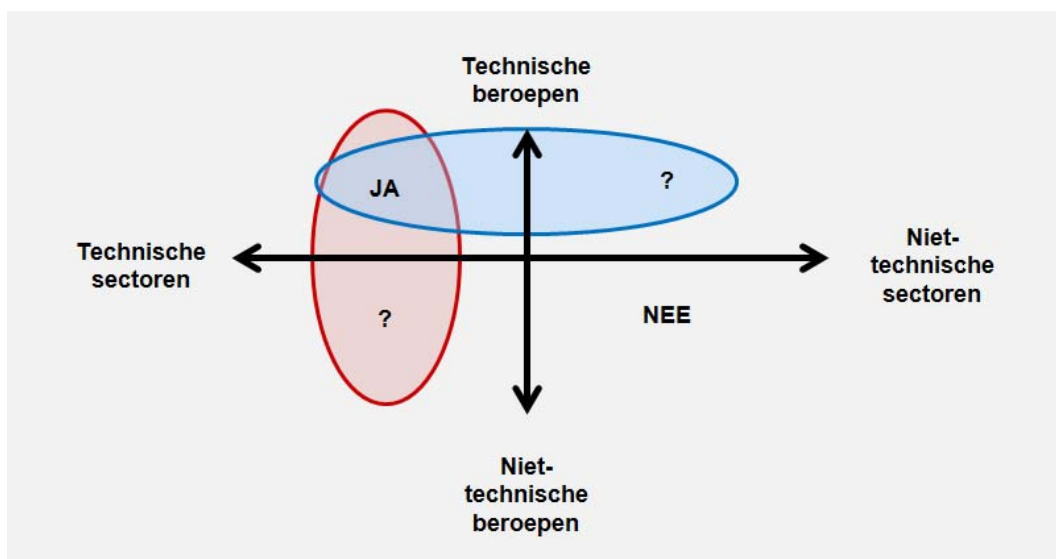 Technische
beroepen
JA
?
Technische
sectoren
Niet-
technische
sectoren
?
NEE
Niet-
technische
beroepen